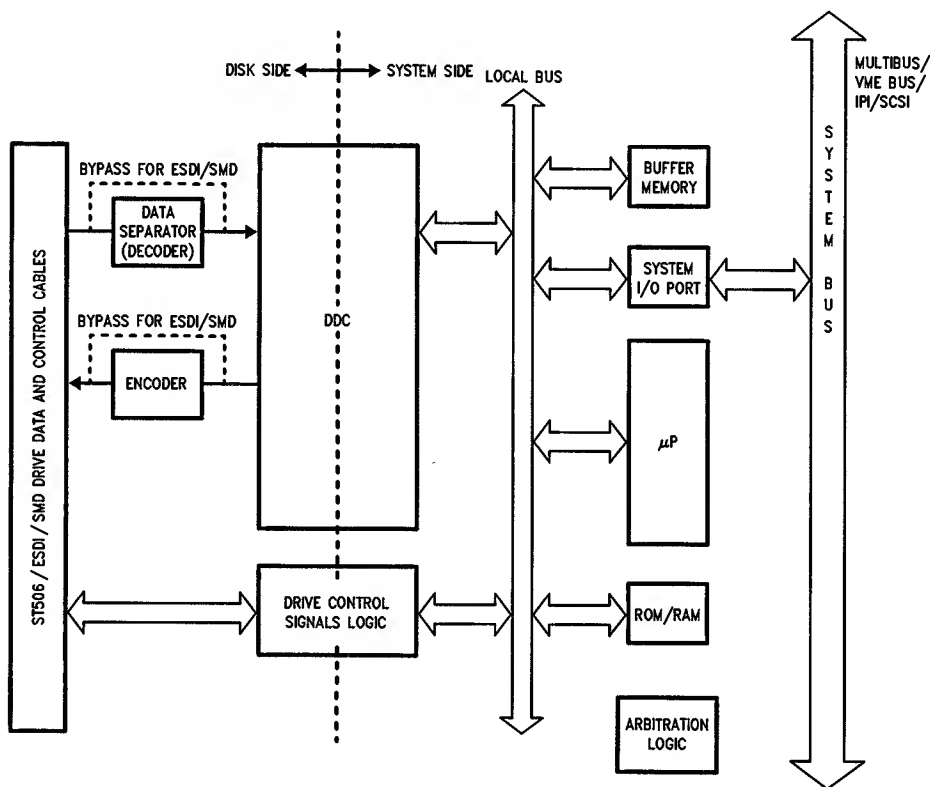 DISK SIDE
SYSTEM SIDE
LOCAL BUS
MULTIBUS/
VME BUS/
IPI/SCSI
BYPASS FOR ESDI/SMD
DATA
SEPARATOR
(DECODER)
BUFFER
MEMORY
SYSTEM
I/O PORT
SYSTEM BUS
DDC
BYPASS FOR ESDI/SMD
ENCODER
µP
ST506/ESDI/SMD DRIVE DATA AND CONTROL CABLES
DRIVE CONTROL
SIGNALS LOGIC
ROM/RAM
ARBITRATION
LOGIC